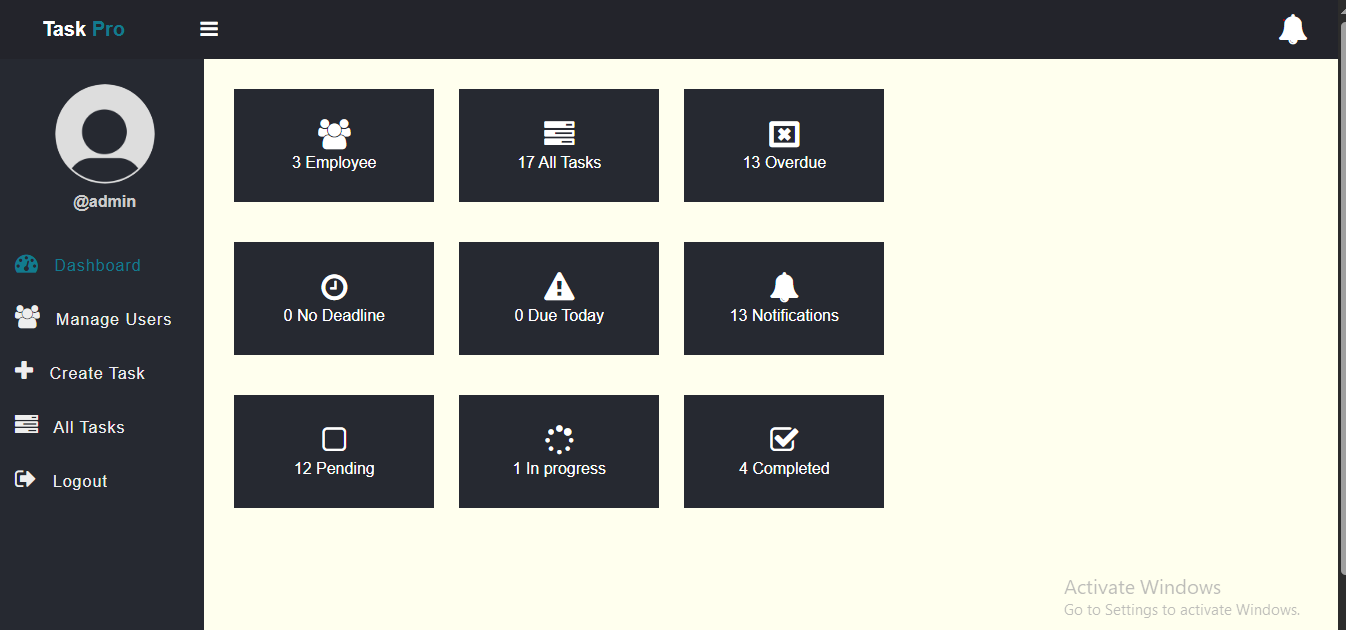 Task Pro
@admin
Dashboard
Manage Users
Create Task
All Tasks
Logout
3 Employee
17 All Tasks
13 Overdue
0 No Deadline
0 Due Today
13 Notifications
12 Pending
1 In progress
4 Completed
Activate Windows
Go to Settings to activate Windows.